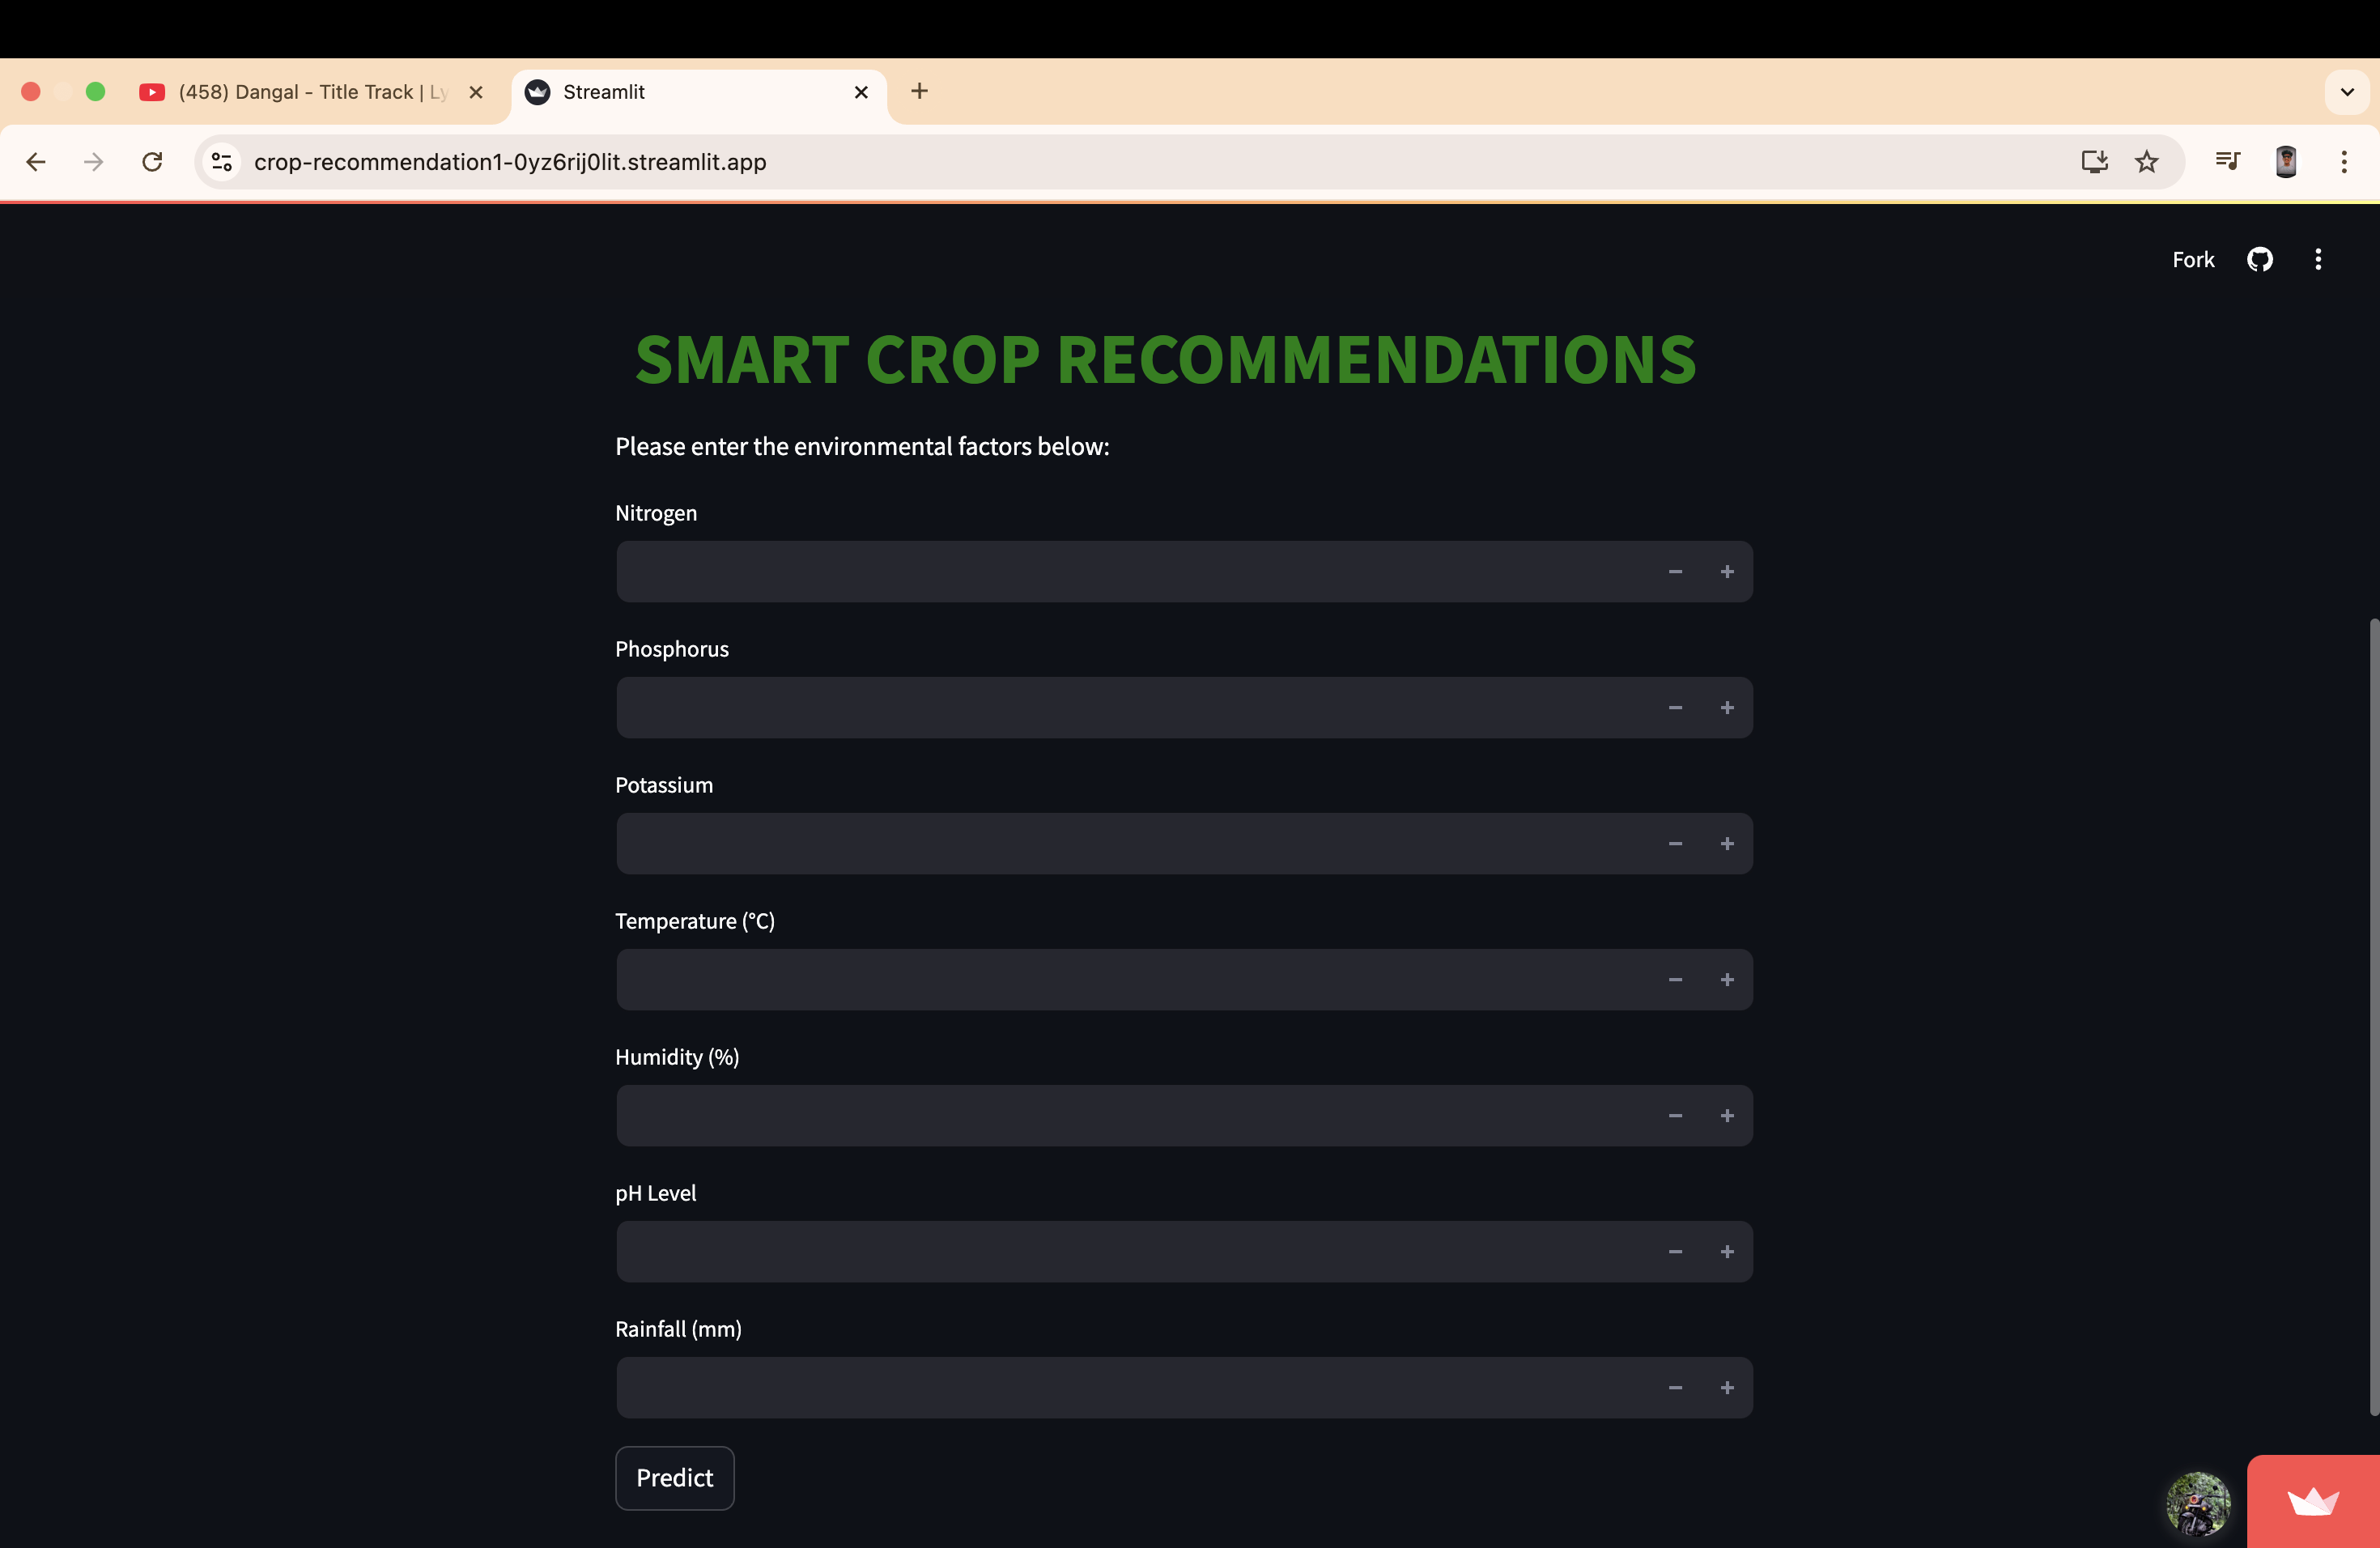 (458) Dangal - Title Track | Ly
Streamlit
crop-recommendation1-0yz6rij0lit.streamlit.app
Fork
SMART CROP RECOMMENDATIONS
Please enter the environmental factors below:
Nitrogen
Phosphorus
Potassium
Temperature (°C)
Humidity (%)
pH Level
Rainfall (mm)
Predict